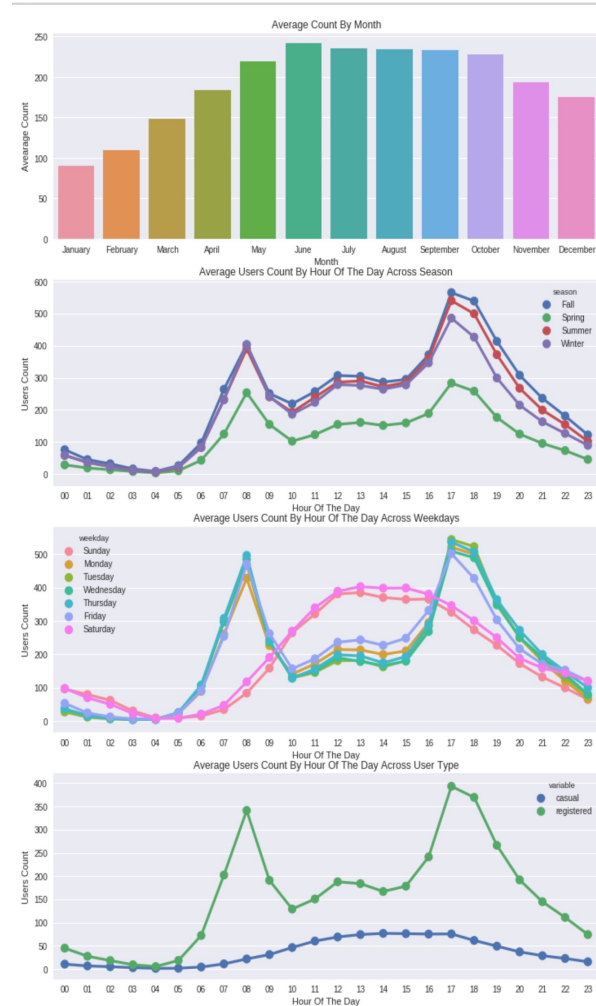 Average Count By Month
Avearage Count
250
200
150
100
50
0
January February March April May June July August September October November December
Month
Average Users Count By Hour Of The Day Across Season
Users Count
600
500
400
300
200
100
0
season
Fall
Spring
Summer
Winter
00 01 02 03 04 05 06 07 08 09 10 11 12 13 14 15 16 17 18 19 20 21 22 23
Hour Of The Day
Average Users Count By Hour Of The Day Across Weekdays
Users Count
500
400
300
200
100
0
weekday
Sunday
Monday
Tuesday
Wednesday
Thursday
Friday
Saturday
00 01 02 03 04 05 06 07 08 09 10 11 12 13 14 15 16 17 18 19 20 21 22 23
Hour Of The Day
Average Users Count By Hour Of The Day Across User Type
Users Count
400
350
300
250
200
150
100
50
0
variable
casual
registered
00 01 02 03 04 05 06 07 08 09 10 11 12 13 14 15 16 17 18 19 20 21 22 23
Hour Of The Day